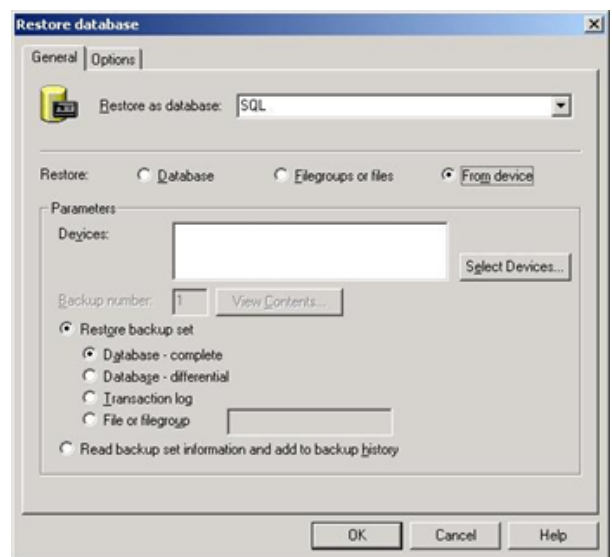 Restore database
General Options
Restore as database: SQL
Restore: Database Filegroups or files From device
Parameters
Devices:
Select Devices...
Backup number: 1 View Contents...
Restore backup set
Database - complete
Database - differential
Transaction log
File or filegroup
Read backup set information and add to backup history
OK Cancel Help